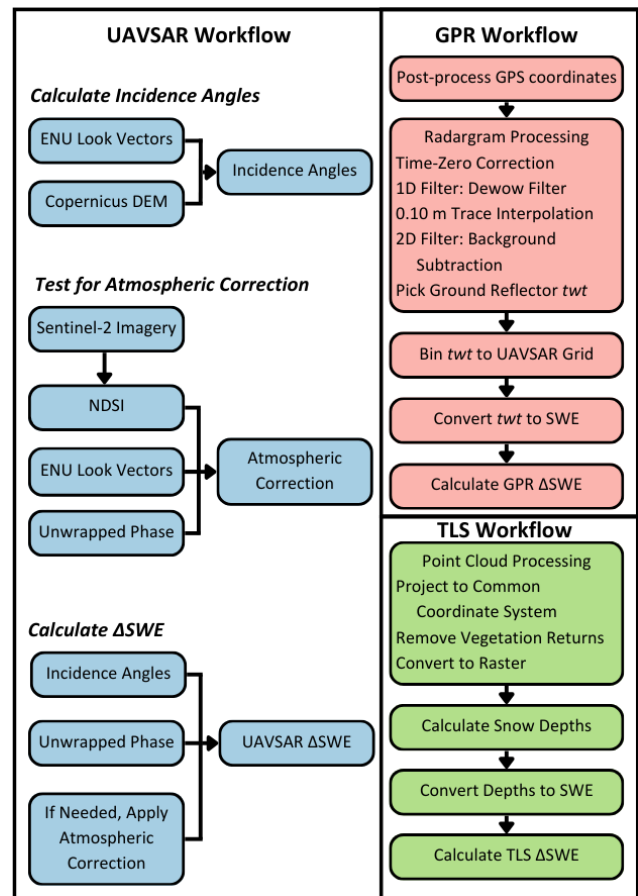 UAVSAR Workflow
Calculate Incidence Angles
ENU Look Vectors
Copernicus DEM
Incidence Angles
Test for Atmospheric Correction
Sentinel-2 Imagery
NDSI
ENU Look Vectors
Unwrapped Phase
Atmospheric
Correction
Calculate ΔSWE
Incidence Angles
Unwrapped Phase
If Needed, Apply
Atmospheric
Correction
UAVSAR ΔSWE
GPR Workflow
Post-process GPS coordinates
Radargram Processing
Time-Zero Correction
1D Filter: Dewow Filter
0.10 m Trace Interpolation
2D Filter: Background
Subtraction
Pick Ground Reflector twt
Bin twt to UAVSAR Grid
Convert twt to SWE
Calculate GPR ΔSWE
TLS Workflow
Point Cloud Processing
Project to Common
Coordinate System
Remove Vegetation Returns
Convert to Raster
Calculate Snow Depths
Convert Depths to SWE
Calculate TLS ΔSWE